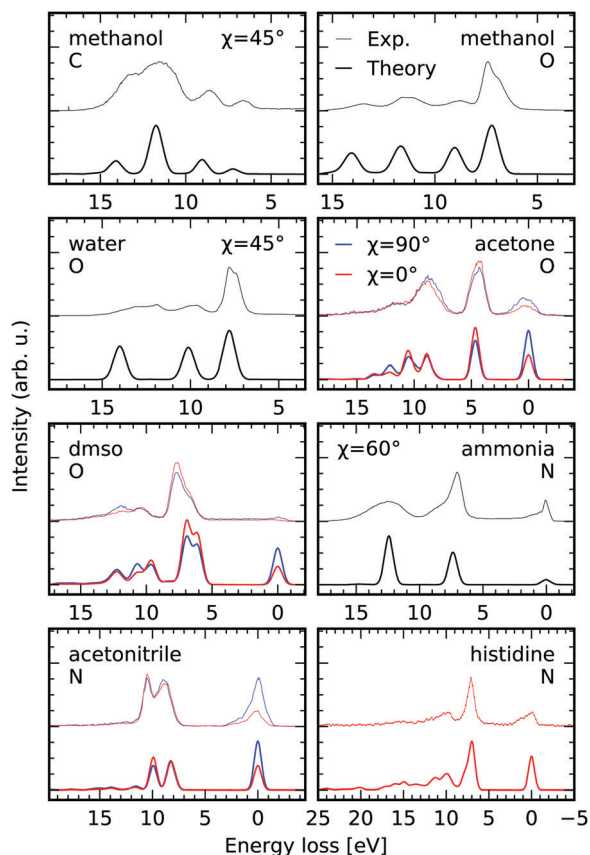 methanol χ=45°
C
15 10 5
Exp. methanol
Theory O
15 10 5
water χ=45°
O
15 10 5
χ=90° acetone
χ=0° O
15 10 5 0
dmso
O
15 10 5 0
χ=60° ammonia
N
15 10 5 0
acetonitrile
N
15 10 5 0
histidine
N
25 20 15 10 5 0 −5
Intensity (arb. u.)
Energy loss [eV]